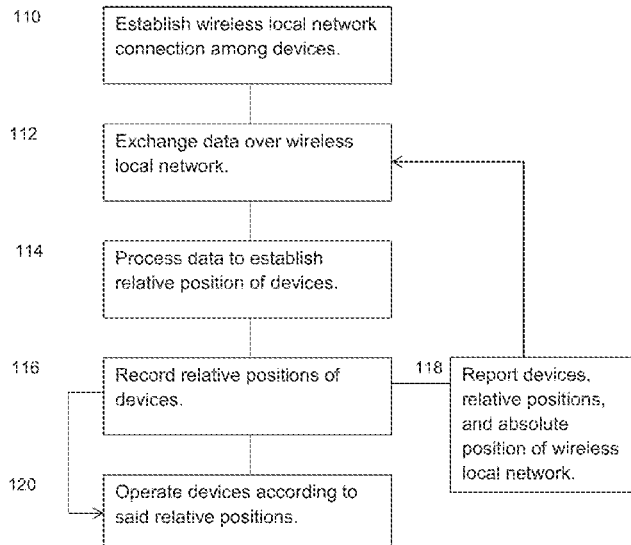 110
Establish wireless local network
connection among devices.
112
Exchange data over wireless
local network.
114
Process data to establish
relative position of devices.
116
Record relative positions of
devices.
118
Report devices,
relative positions,
and absolute
position of wireless
local network.
120
Operate devices according to
said relative positions.